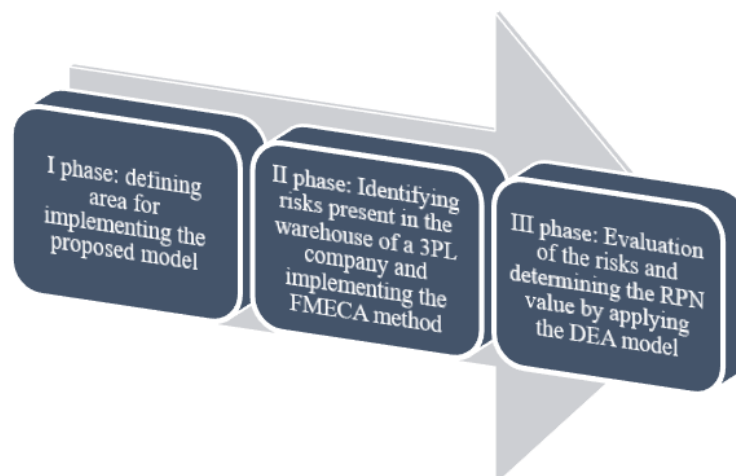 I phase: defining
area for
implementing the
proposed model
II phase: Identifying
risks present in the
warehouse of a 3PL
company and
implementing the
FMECA method
III phase: Evaluation
of the risks and
determining the RPN
value by applying
the DEA model